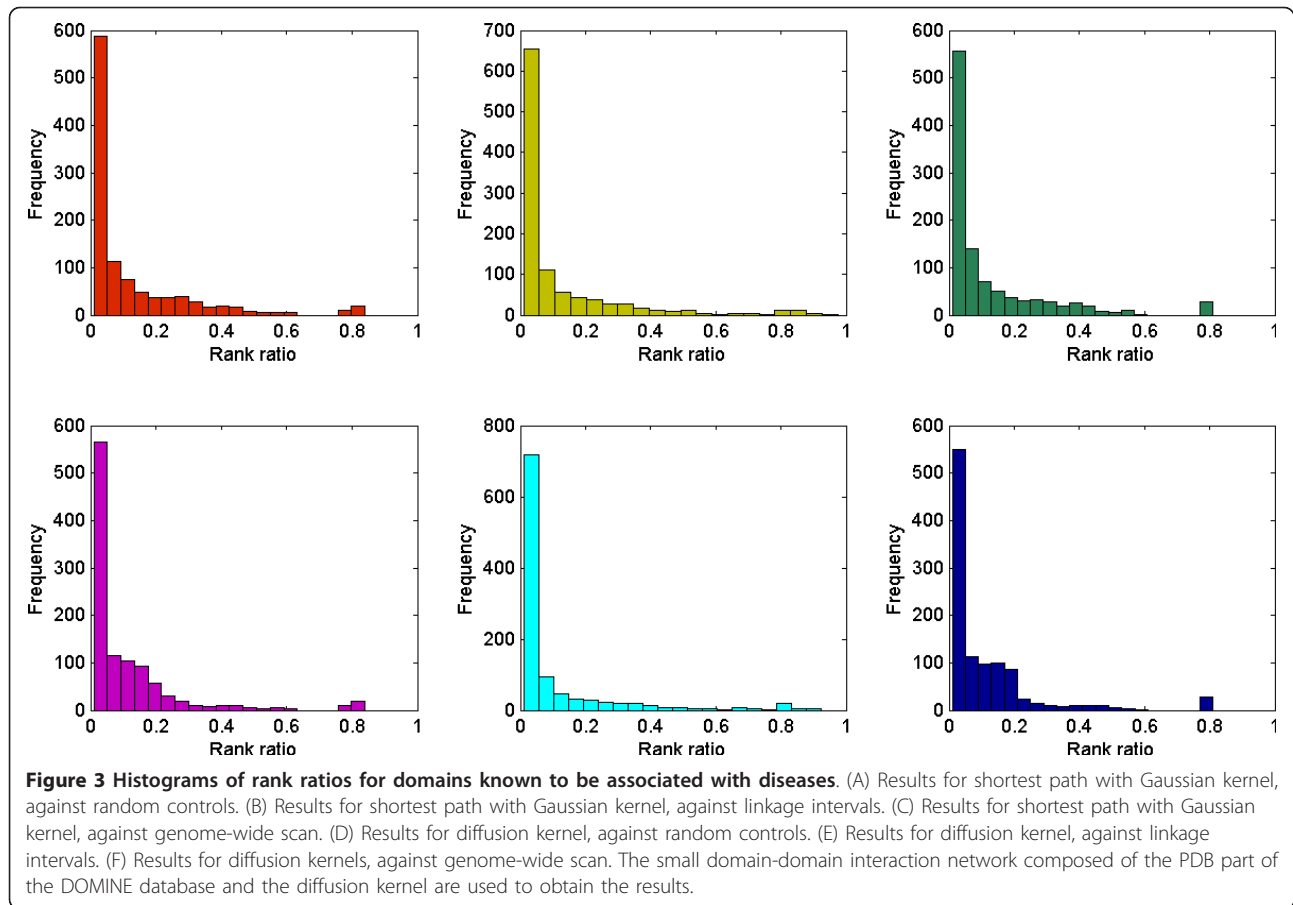 600
500
400
300
200
100
0
Frequency
0 0.2 0.4 0.6 0.8 1
Rank ratio
700
600
500
400
300
200
100
0
Frequency
0 0.2 0.4 0.6 0.8 1
Rank ratio
600
500
400
300
200
100
0
Frequency
0 0.2 0.4 0.6 0.8 1
Rank ratio
600
500
400
300
200
100
0
Frequency
0 0.2 0.4 0.6 0.8 1
Rank ratio
800
600
400
200
0
Frequency
0 0.2 0.4 0.6 0.8 1
Rank ratio
600
500
400
300
200
100
0
Frequency
0 0.2 0.4 0.6 0.8 1
Rank ratio
Figure 3 Histograms of rank ratios for domains known to be associated with diseases. (A) Results for shortest path with Gaussian kernel,
against random controls. (B) Results for shortest path with Gaussian kernel, against linkage intervals. (C) Results for shortest path with Gaussian
kernel, against genome-wide scan. (D) Results for diffusion kernel, against random controls. (E) Results for diffusion kernel, against linkage
intervals. (F) Results for diffusion kernels, against genome-wide scan. The small domain-domain interaction network composed of the PDB part of
the DOMINE database and the diffusion kernel are used to obtain the results.